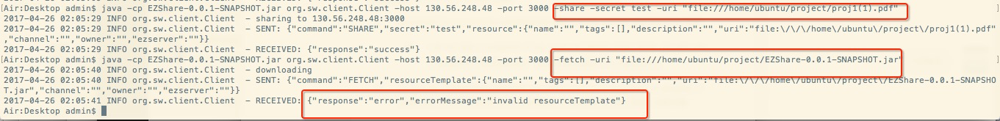 [Air:Desktop admin$ java -cp EZShare-0.0.1-SNAPSHOT.jar org.sw.client.Client -host 130.56.248.48 -port 3000 -share -secret test -uri "file:///home/ubuntu/project/proj1(1).pdf" ]
2017-04-26 02:05:29 INFO org.sw.client.Client  - sharing to 130.56.248.48:3000
2017-04-26 02:05:29 INFO org.sw.client.Client  - SENT: {"command":"SHARE","secret":"test","resource":{"name":"","tags":[],"description":"","uri":"file:\/\/\/home\/ubuntu\/project\/proj1(1).pdf"
,"channel":"","owner":"","ezserver":""}}
2017-04-26 02:05:29 INFO org.sw.client.Client  - RECEIVED: {"response":"success"}
[Air:Desktop admin$ java -cp EZShare-0.0.1-SNAPSHOT.jar org.sw.client.Client -host 130.56.248.48 -port 3000 -fetch -uri "file:///home/ubuntu/project/EZShare-0.0.1-SNAPSHOT.jar" ]
2017-04-26 02:05:40 INFO org.sw.client.Client  - downloading
2017-04-26 02:05:40 INFO org.sw.client.Client  - SENT: {"command":"FETCH","resourceTemplate":{"name":"","tags":[],"description":"","uri":"file:\/\/\/home\/ubuntu\/project\/EZShare-0.0.1-SNAPSHO
T.jar","channel":"","owner":"","ezserver":""}}
2017-04-26 02:05:41 INFO org.sw.client.Client  - RECEIVED: {"response":"error","errorMessage":"invalid resourceTemplate"}
Air:Desktop admin$